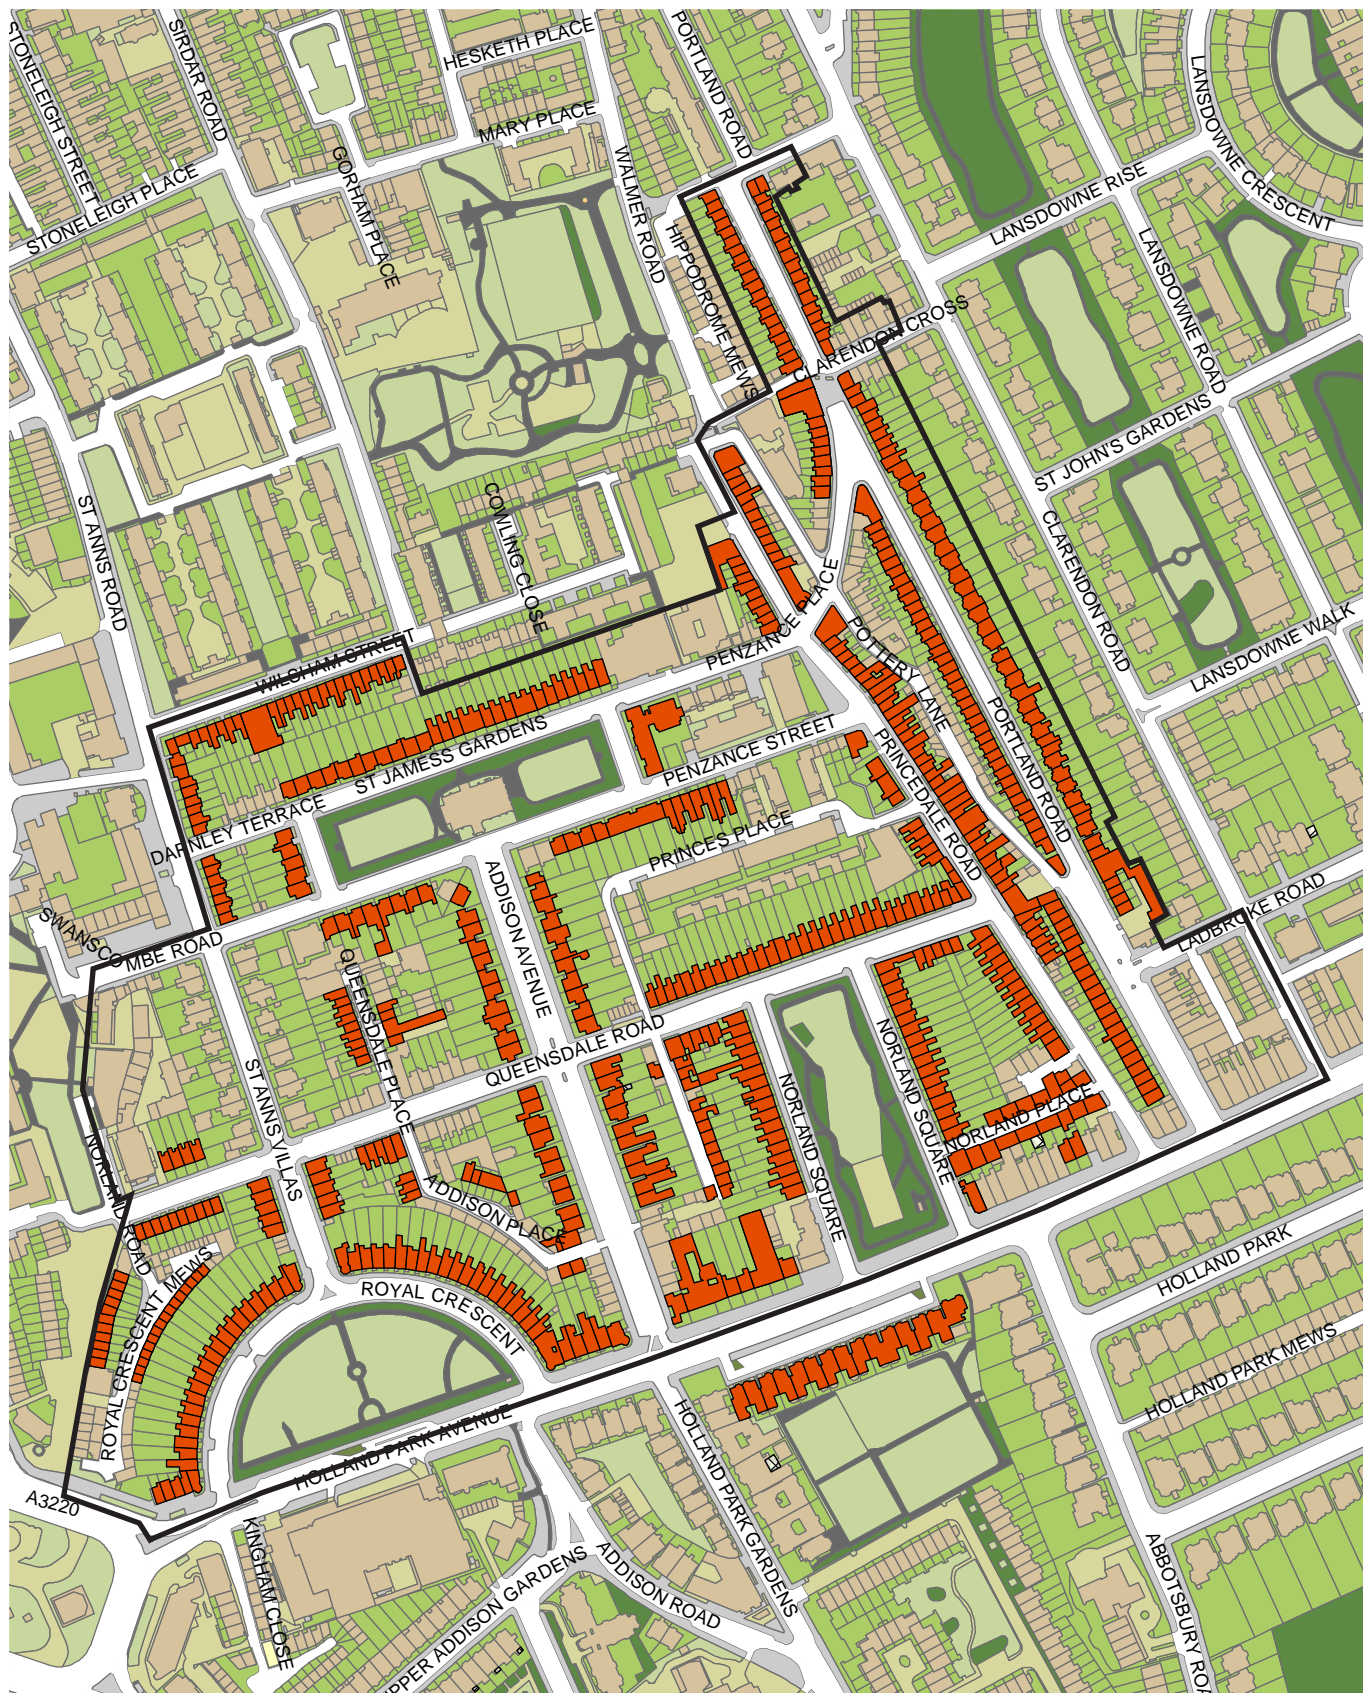 STONELEIGH STREET
SIRDAR ROAD
HESKETH PLACE
PORTLAND ROAD
MARY PLACE
LANSDOWNE CRESCENT
GORHAM PLACE
WALMER ROAD
STONELEIGH PLACE
LANSDOWNE RISE
HIPPODROME MEWS
LANSDOWNE ROAD
CLARENDON CROSS
ST JOHN'S GARDENS
ST ANNS ROAD
COWLING CLOSE
CLARENDON ROAD
PENZANCE PLACE
WILSHAM STREET
POTTERY LANE
LANSDOWNE WALK
PORTLAND ROAD
ST JAMESS GARDENS
PENZANCE STREET
PRINCEDALE ROAD
DARNLEY TERRACE
PRINCES PLACE
ADDISON AVENUE
LADBROKE ROAD
SWANSCOMBE ROAD
QUEENSDALE PLACE
QUEENSDALE ROAD
NORLAND SQUARE
NORLAND SQUARE
NORLAND PLACE
ST ANNS VILLAS
NORLAND ROAD
ADDISON PLACE
ROYAL CRESCENT MEWS
ROYAL CRESCENT
HOLLAND PARK
HOLLAND PARK MEWS
HOLLAND PARK AVENUE
HOLLAND PARK GARDENS
A3220
KINGHAM CLOSE
ADDISON ROAD
UPPER ADDISON GARDENS
ABBOTSBURY ROA